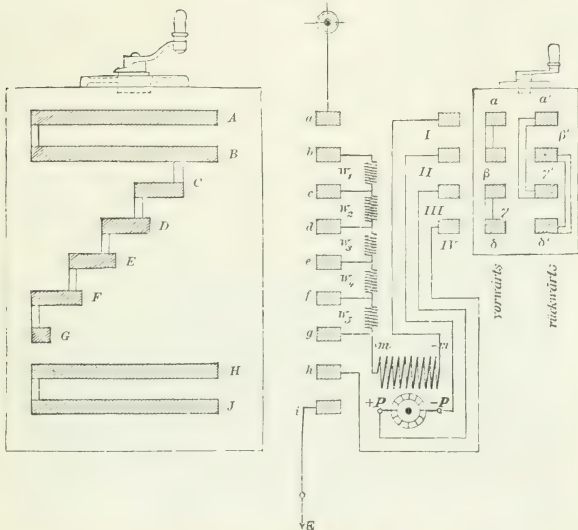 A
B
C
D
E
F
G
H
J
a
b
c
d
e
f
g
h
i
w₁
w₂
w₃
w₄
w₅
m
-m
+P
-P
E
I
II
III
IV
α
α'
β'
β
γ'
γ
δ
δ'
vorwärts
rückwärts